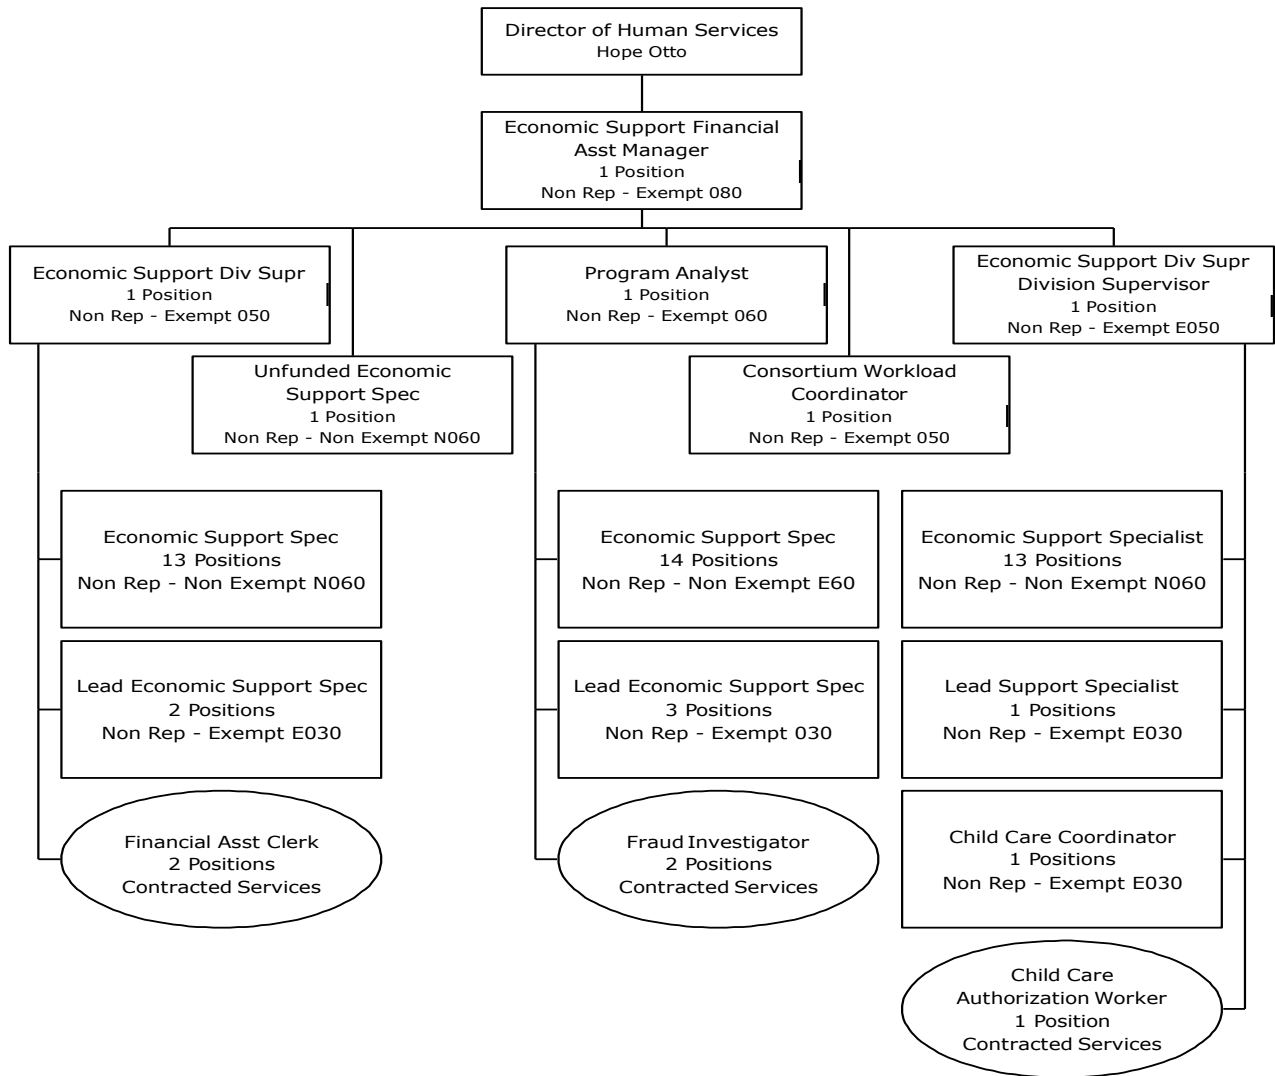 Director of Human Services
Hope Otto
Economic Support Financial
Asst Manager
1 Position
Non Rep - Exempt 080
Economic Support Div Supr
1 Position
Non Rep - Exempt 050
Program Analyst
1 Position
Non Rep - Exempt 060
Economic Support Div Supr
Division Supervisor
1 Position
Non Rep - Exempt E050
Unfunded Economic
Support Spec
1 Position
Non Rep - Non Exempt N060
Consortium Workload
Coordinator
1 Position
Non Rep - Exempt 050
Economic Support Spec
13 Positions
Non Rep - Non Exempt N060
Economic Support Spec
14 Positions
Non Rep - Non Exempt E60
Economic Support Specialist
13 Positions
Non Rep - Non Exempt N060
Lead Economic Support Spec
2 Positions
Non Rep - Exempt E030
Lead Economic Support Spec
3 Positions
Non Rep - Exempt 030
Lead Support Specialist
1 Positions
Non Rep - Exempt E030
Financial Asst Clerk
2 Positions
Contracted Services
Fraud Investigator
2 Positions
Contracted Services
Child Care Coordinator
1 Positions
Non Rep - Exempt E030
Child Care
Authorization Worker
1 Position
Contracted Services